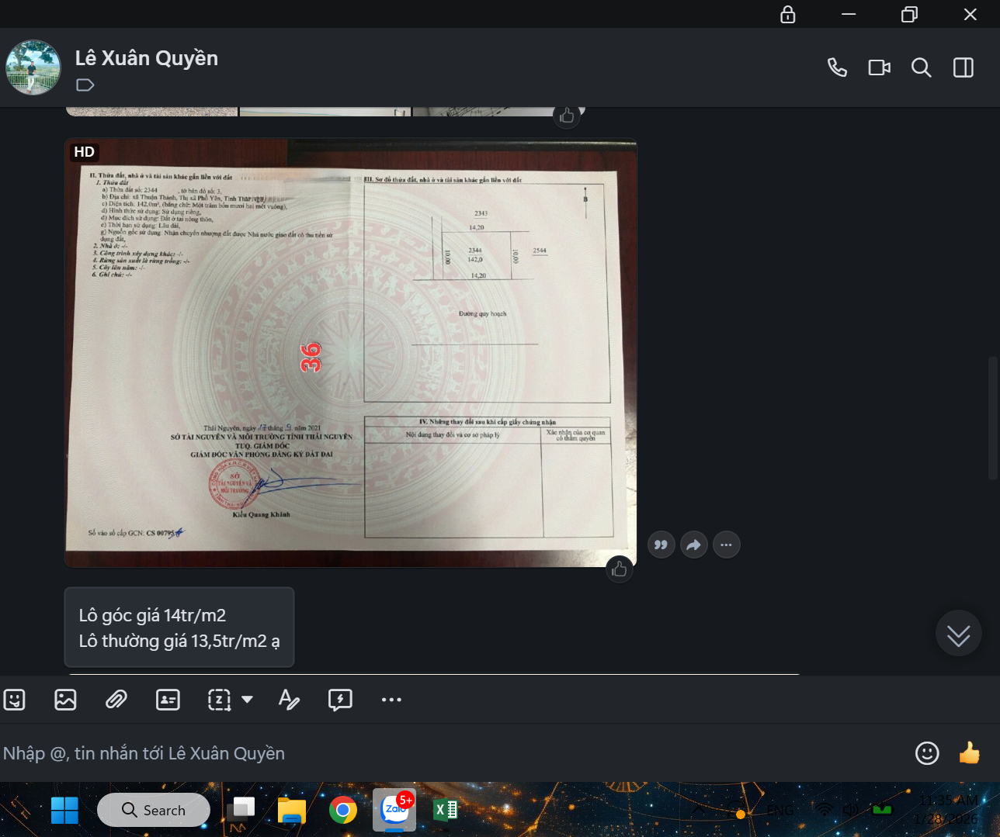 Lê Xuân Quyền
HD
II. Thửa đất, nhà ở và tài sản khác gắn liền với đất
1. Thửa đất
a) Thửa đất số: 2344 , tờ bản đồ số: 3,
b) Địa chỉ: xã Thuận Thành, Thị xã Phổ Yên, Tỉnh Thái Nguyên,
c) Diện tích: 142.0m², (bằng chữ: Một trăm bốn mươi hai mét vuông),
d) Hình thức sử dụng: Sử dụng riêng,
đ) Mục đích sử dụng: Đất ở tại nông thôn,
e) Thời hạn sử dụng: Lâu dài,
g) Nguồn gốc sử dụng: Nhận chuyển nhượng đất được Nhà nước giao đất có thu tiền sử
dụng đất,
2. Nhà ở: -/-
3. Công trình xây dựng khác: -/-
4. Rừng sản xuất là rừng trồng: -/-
5. Cây lâu năm: -/-
6. Ghi chú: -/-
36
Thái Nguyên, ngày 17 tháng 9 năm 2021
SỞ TÀI NGUYÊN VÀ MÔI TRƯỜNG TỈNH THÁI NGUYÊN
TUQ. GIÁM ĐỐC
GIÁM ĐỐC VĂN PHÒNG ĐĂNG KÝ ĐẤT ĐAI
SỞ
TÀI NGUYÊN VÀ
MÔI TRƯỜNG
Kiều Quang Khánh
Số vào sổ cấp GCN: CS 00795
III. Sơ đồ thửa đất, nhà ở và tài sản khác gắn liền với đất
B
2343
14,20
10,00
2344
142,0
10,00
2544
14,20
Đường quy hoạch
IV. Những thay đổi sau khi cấp giấy chứng nhận
Nội dung thay đổi và cơ sở pháp lý
Xác nhận của cơ quan
có thẩm quyền
Lô góc giá 14tr/m2
Lô thường giá 13,5tr/m2 ạ
Nhập @, tin nhắn tới Lê Xuân Quyền
Search
Zalo
5+
ENG
11:35 AM
1/28/2026